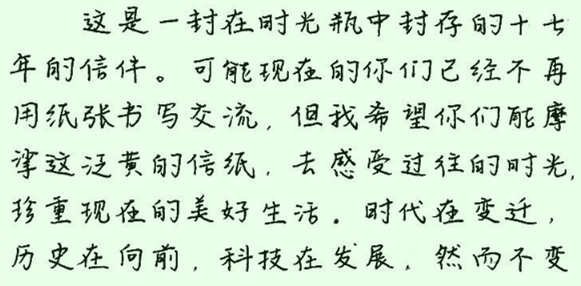 这是一封在时光瓶中封存的十七
年的信件。可能现在的你们已经不再
用纸张书写交流，但我希望你们能摩
挲这泛黄的信纸，去感受过往的时光，
珍重现在的美好生活。时代在变迁，
历史在向前，科技在发展，然而不变